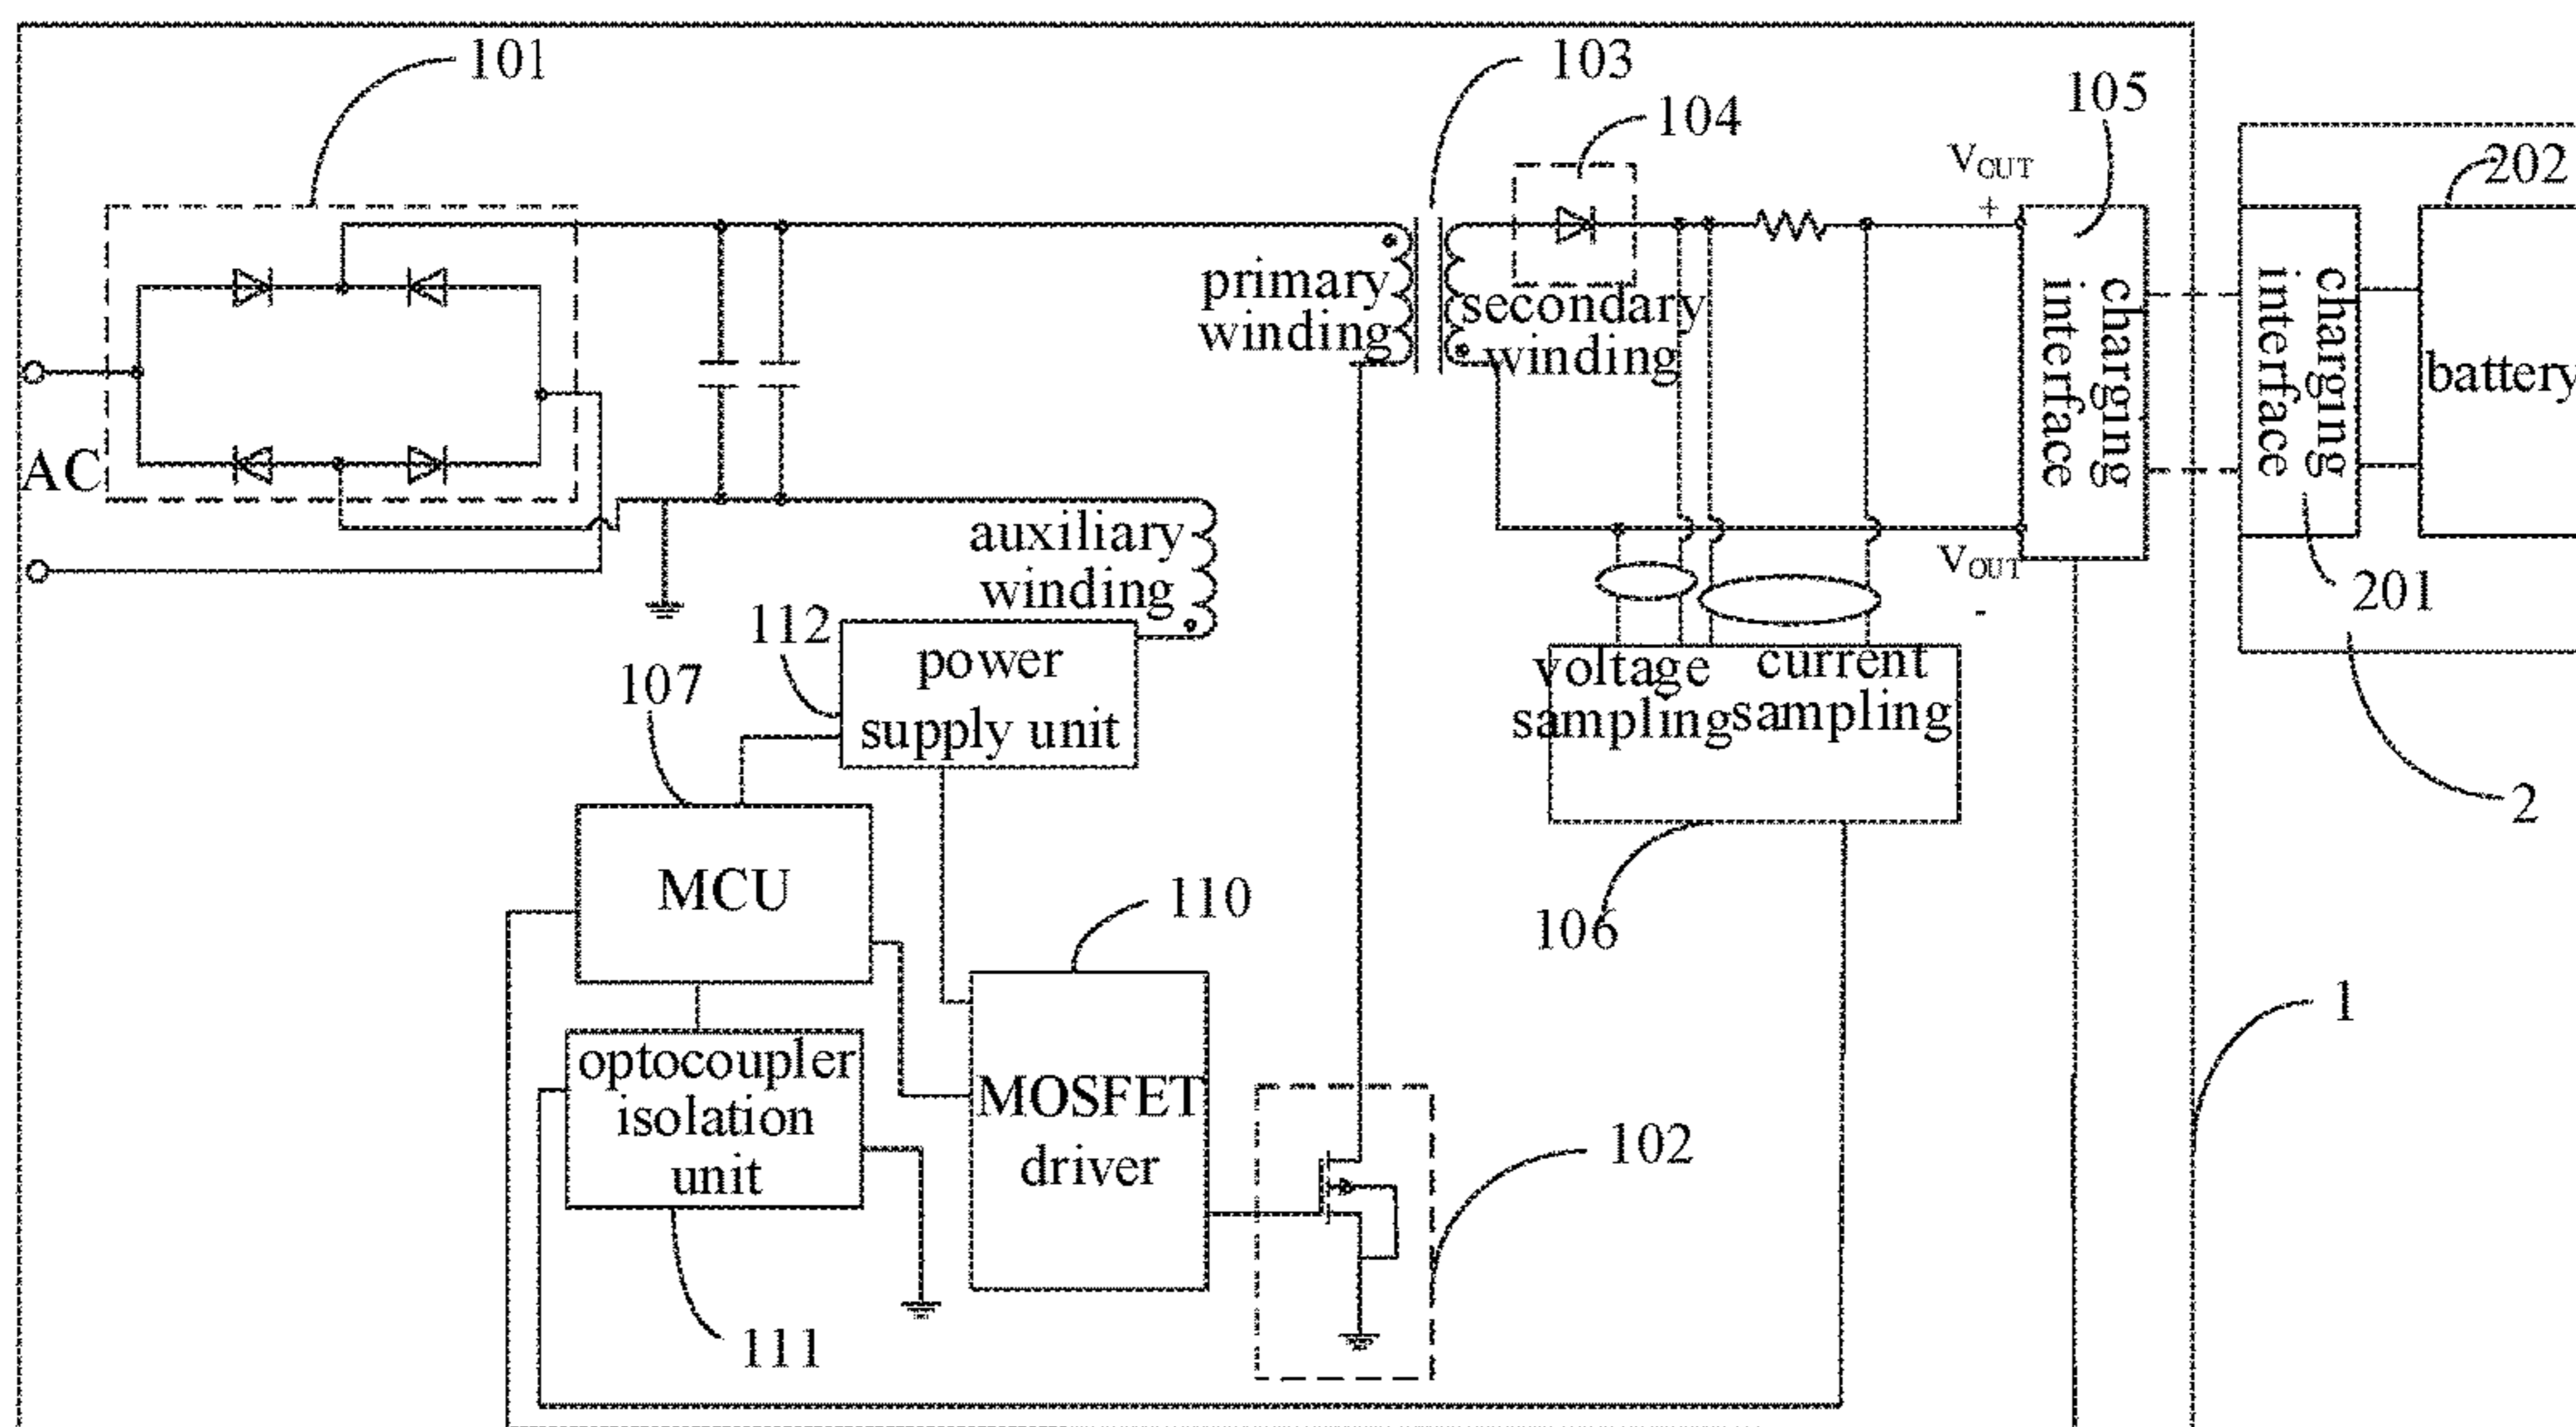 101
103
104
105
202
VOUT
+
primary
winding
secondary
winding
charging
interface
charging
interface
battery
AC
auxiliary
winding
VOUT
-
201
112
power
supply unit
voltage
sampling
current
sampling
107
2
MCU
110
106
1
optocoupler
isolation
unit
MOSFET
driver
102
111